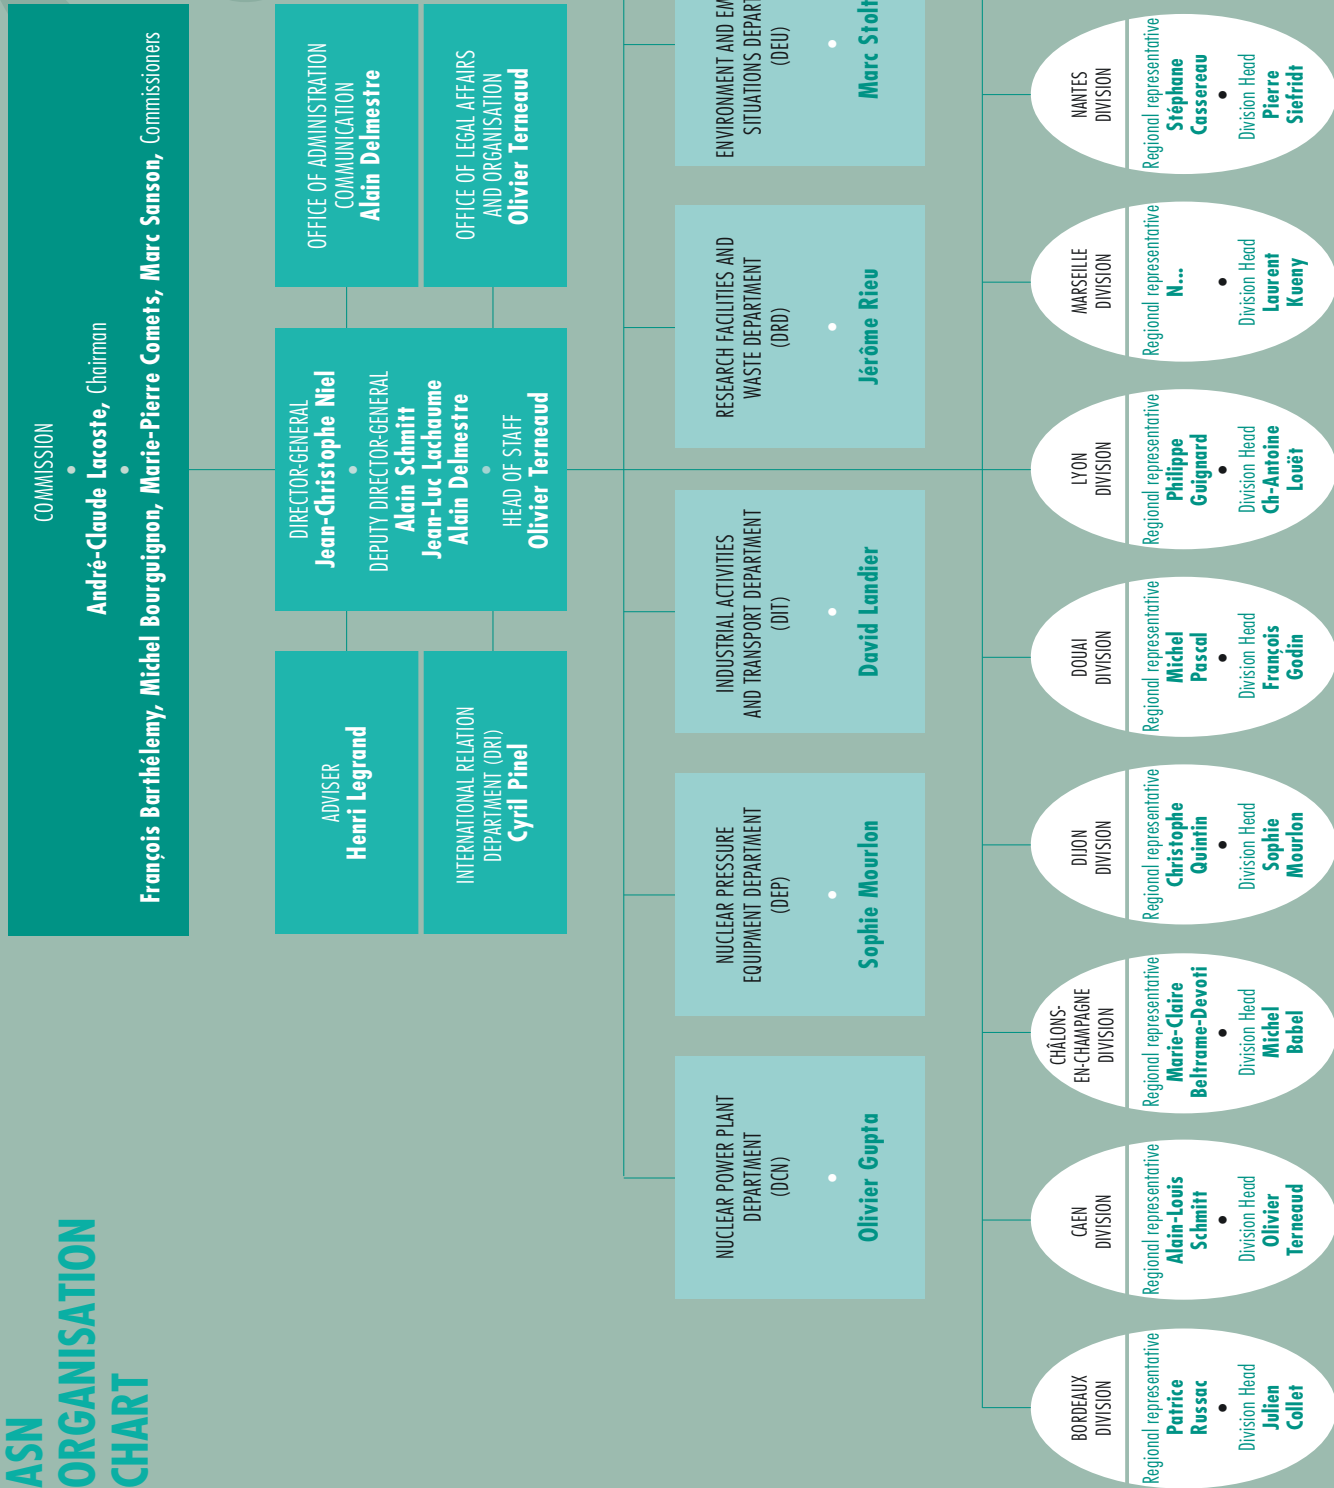 ASN
ORGANISATION
CHART
COMMISSION
André-Claude Lacoste, Chairman
François Barthélemy, Michel Bourguignon, Marie-Pierre Comets, Marc Sanson, Commissioners
ADVISER
Henri Legrand
INTERNATIONAL RELATION
DEPARTMENT (DRI)
Cyril Pinel
DIRECTOR-GENERAL
Jean-Christophe Niel
DEPUTY DIRECTOR-GENERAL
Alain Schmitt
Jean-Luc Lachaume
Alain Delmestre
HEAD OF STAFF
Olivier Terneaud
OFFICE OF ADMINISTRATION
COMMUNICATION
Alain Delmestre
OFFICE OF LEGAL AFFAIRS
AND ORGANISATION
Olivier Terneaud
NUCLEAR POWER PLANT
DEPARTMENT
(DCN)
Olivier Gupta
NUCLEAR PRESSURE
EQUIPMENT DEPARTMENT
(DEP)
Sophie Mourlon
INDUSTRIAL ACTIVITIES
AND TRANSPORT DEPARTMENT
(DIT)
David Landier
RESEARCH FACILITIES AND
WASTE DEPARTMENT
(DRD)
Jérôme Rieu
ENVIRONMENT AND
SITUATIONS
(DEU)
Marc
BORDEAUX
DIVISION
Regional representative
Patrice
Russac
Division Head
Julien
Collet
CAEN
DIVISION
Regional representative
Alain-Louis
Schmitt
Division Head
Olivier
Terneaud
CHÂLONS-
EN-CHAMPAGNE
DIVISION
Regional representative
Marie-Claire
Beltrame-Devoti
Division Head
Michel
Babel
DIJON
DIVISION
Regional representative
Christophe
Quintin
Division Head
Sophie
Mourlon
DOUAI
DIVISION
Regional representative
Michel
Pascal
Division Head
François
Godin
LYON
DIVISION
Regional representative
Philippe
Guignard
Division Head
Ch-Antoine
Louët
MARSEILLE
DIVISION
Regional representative
N...
Division Head
Laurent
Kueny
NANTES
DIVISION
Regional representative
Stéphane
Cassereau
Division Head
Pierre
Siefridt